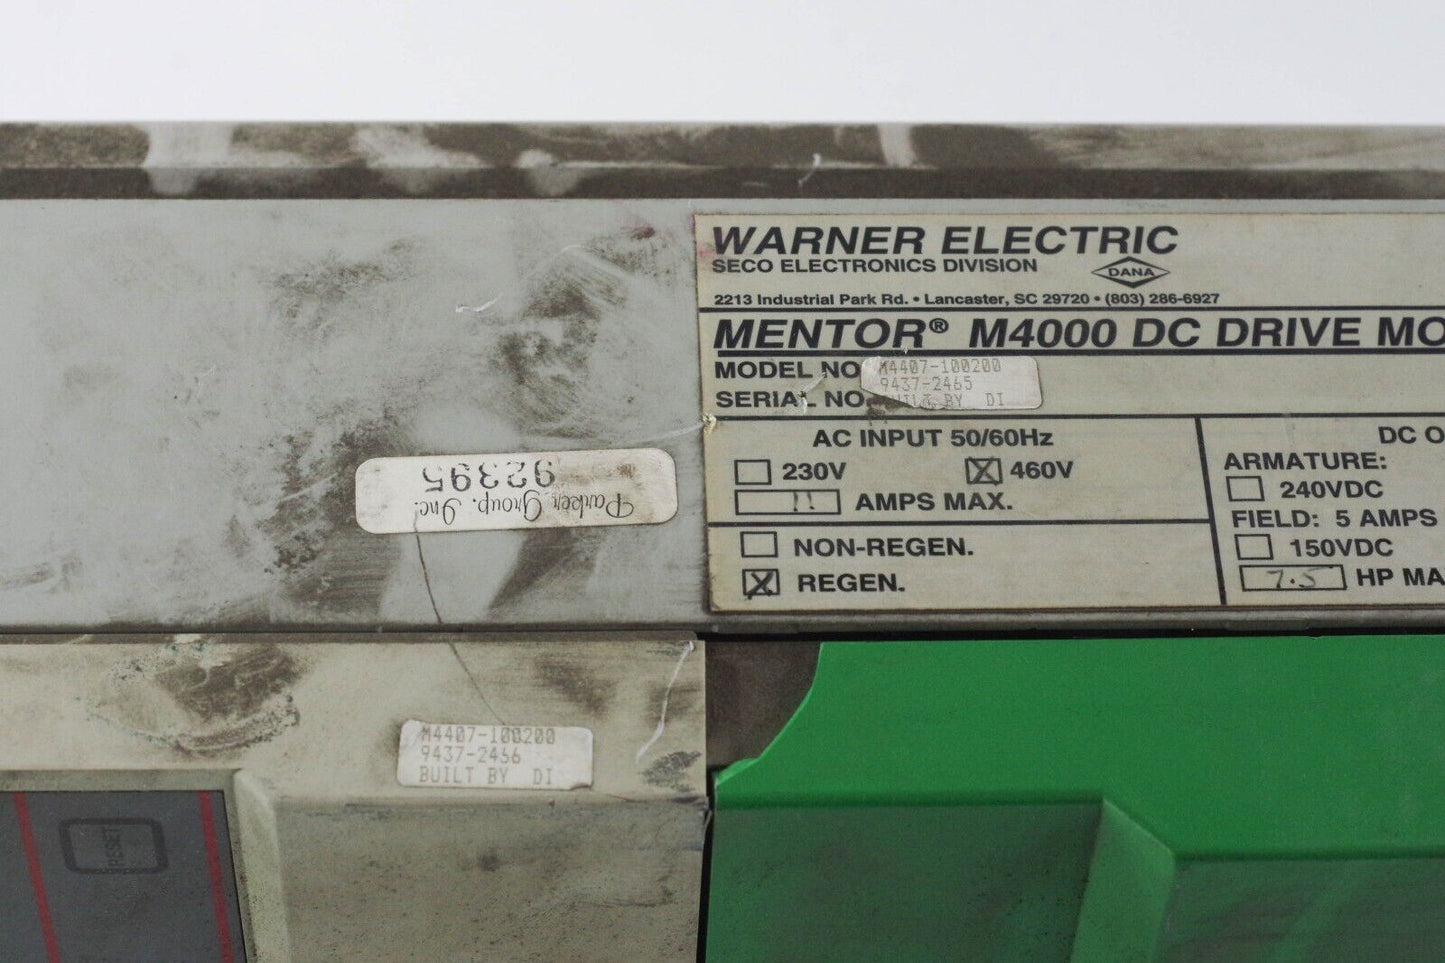 WARNER ELECTRIC
SECO ELECTRONICS DIVISION
DANA
2213 Industrial Park Rd. • Lancaster, SC 29720 • (803) 286-6927
MENTOR® M4000 DC DRIVE MO
MODEL NO
M4407-100200
9437-2465
SERIAL NO.
BUILT BY DI
AC INPUT 50/60Hz
230V
460V
11 AMPS MAX.
NON-REGEN.
REGEN.
DC O
ARMATURE:
240VDC
FIELD: 5 AMPS
150VDC
7.5 HP MA
Parker Group, Inc.
92395
M4407-100200
9437-2466
BUILT BY DI
RESET